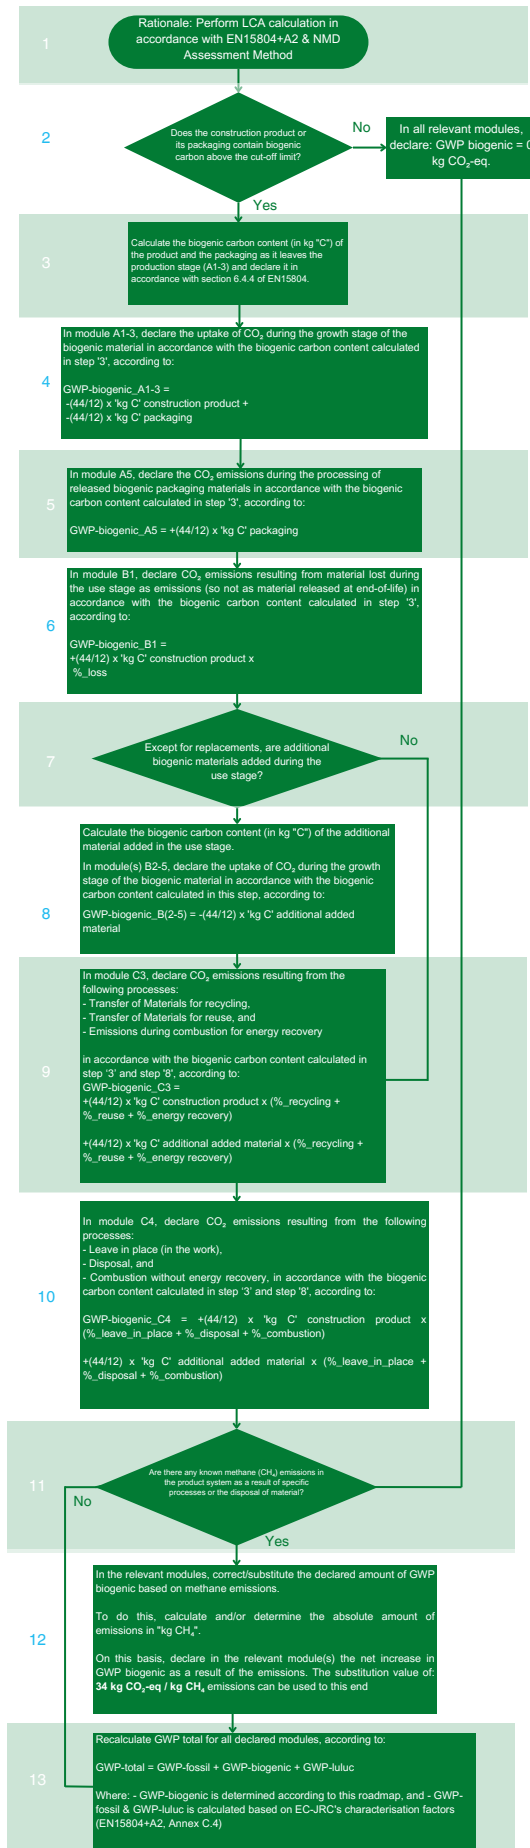 1
Rationale: Perform LCA calculation in
accordance with EN15804+A2 & NMD
Assessment Method
2
Does the construction product or
its packaging contain biogenic
carbon above the cut-off limit?
No
In all relevant modules,
declare: GWP biogenic = 0
kg CO₂-eq.
Yes
3
Calculate the biogenic carbon content (in kg "C") of
the product and the packaging as it leaves the
production stage (A1-3) and declare it in
accordance with section 6.4.4 of EN15804.
4
In module A1-3, declare the uptake of CO₂ during the growth stage of the
biogenic material in accordance with the biogenic carbon content calculated
in step '3', according to:
GWP-biogenic_A1-3 =
-(44/12) x 'kg C' construction product +
-(44/12) x 'kg C' packaging
5
In module A5, declare the CO₂ emissions during the processing of
released biogenic packaging materials in accordance with the biogenic
carbon content calculated in step '3', according to:
GWP-biogenic_A5 = +(44/12) x 'kg C' packaging
6
In module B1, declare CO₂ emissions resulting from material lost during
the use stage as emissions (so not as material released at end-of-life) in
accordance with the biogenic carbon content calculated in step '3',
according to:
GWP-biogenic_B1 =
+(44/12) x 'kg C' construction product x
%_loss
7
Except for replacements, are additional
biogenic materials added during the
use stage?
No
8
Calculate the biogenic carbon content (in kg "C") of the additional
material added in the use stage.
In module(s) B2-5, declare the uptake of CO₂ during the growth
stage of the biogenic material in accordance with the biogenic
carbon content calculated in this step, according to:
GWP-biogenic_B(2-5) = -(44/12) x 'kg C' additional added
material
9
In module C3, declare CO₂ emissions resulting from the
following processes:
- Transfer of Materials for recycling,
- Transfer of Materials for reuse, and
- Emissions during combustion for energy recovery
in accordance with the biogenic carbon content calculated in
step '3' and step '8', according to:
GWP-biogenic_C3 =
+(44/12) x 'kg C' construction product x (%_recycling +
%_reuse + %_energy recovery)
+(44/12) x 'kg C' additional added material x (%_recycling +
%_reuse + %_energy recovery)
10
In module C4, declare CO₂ emissions resulting from the following
processes:
- Leave in place (in the work),
- Disposal, and
- Combustion without energy recovery, in accordance with the biogenic
carbon content calculated in step '3' and step '8', according to:
GWP-biogenic_C4 = +(44/12) x 'kg C' construction product x
(%_leave_in_place + %_disposal + %_combustion)
+(44/12) x 'kg C' additional added material x (%_leave_in_place +
%_disposal + %_combustion)
11
Are there any known methane (CH₄) emissions in
the product system as a result of specific
processes or the disposal of material?
No
Yes
12
In the relevant modules, correct/substitute the declared amount of GWP
biogenic based on methane emissions.
To do this, calculate and/or determine the absolute amount of
emissions in "kg CH₄".
On this basis, declare in the relevant module(s) the net increase in
GWP biogenic as a result of the emissions. The substitution value of:
34 kg CO₂-eq / kg CH₄ emissions can be used to this end
13
Recalculate GWP total for all declared modules, according to:
GWP-total = GWP-fossil + GWP-biogenic + GWP-luluc
Where: - GWP-biogenic is determined according to this roadmap, and - GWP-
fossil & GWP-luluc is calculated based on EC-JRC's characterisation factors
(EN15804+A2, Annex C.4)